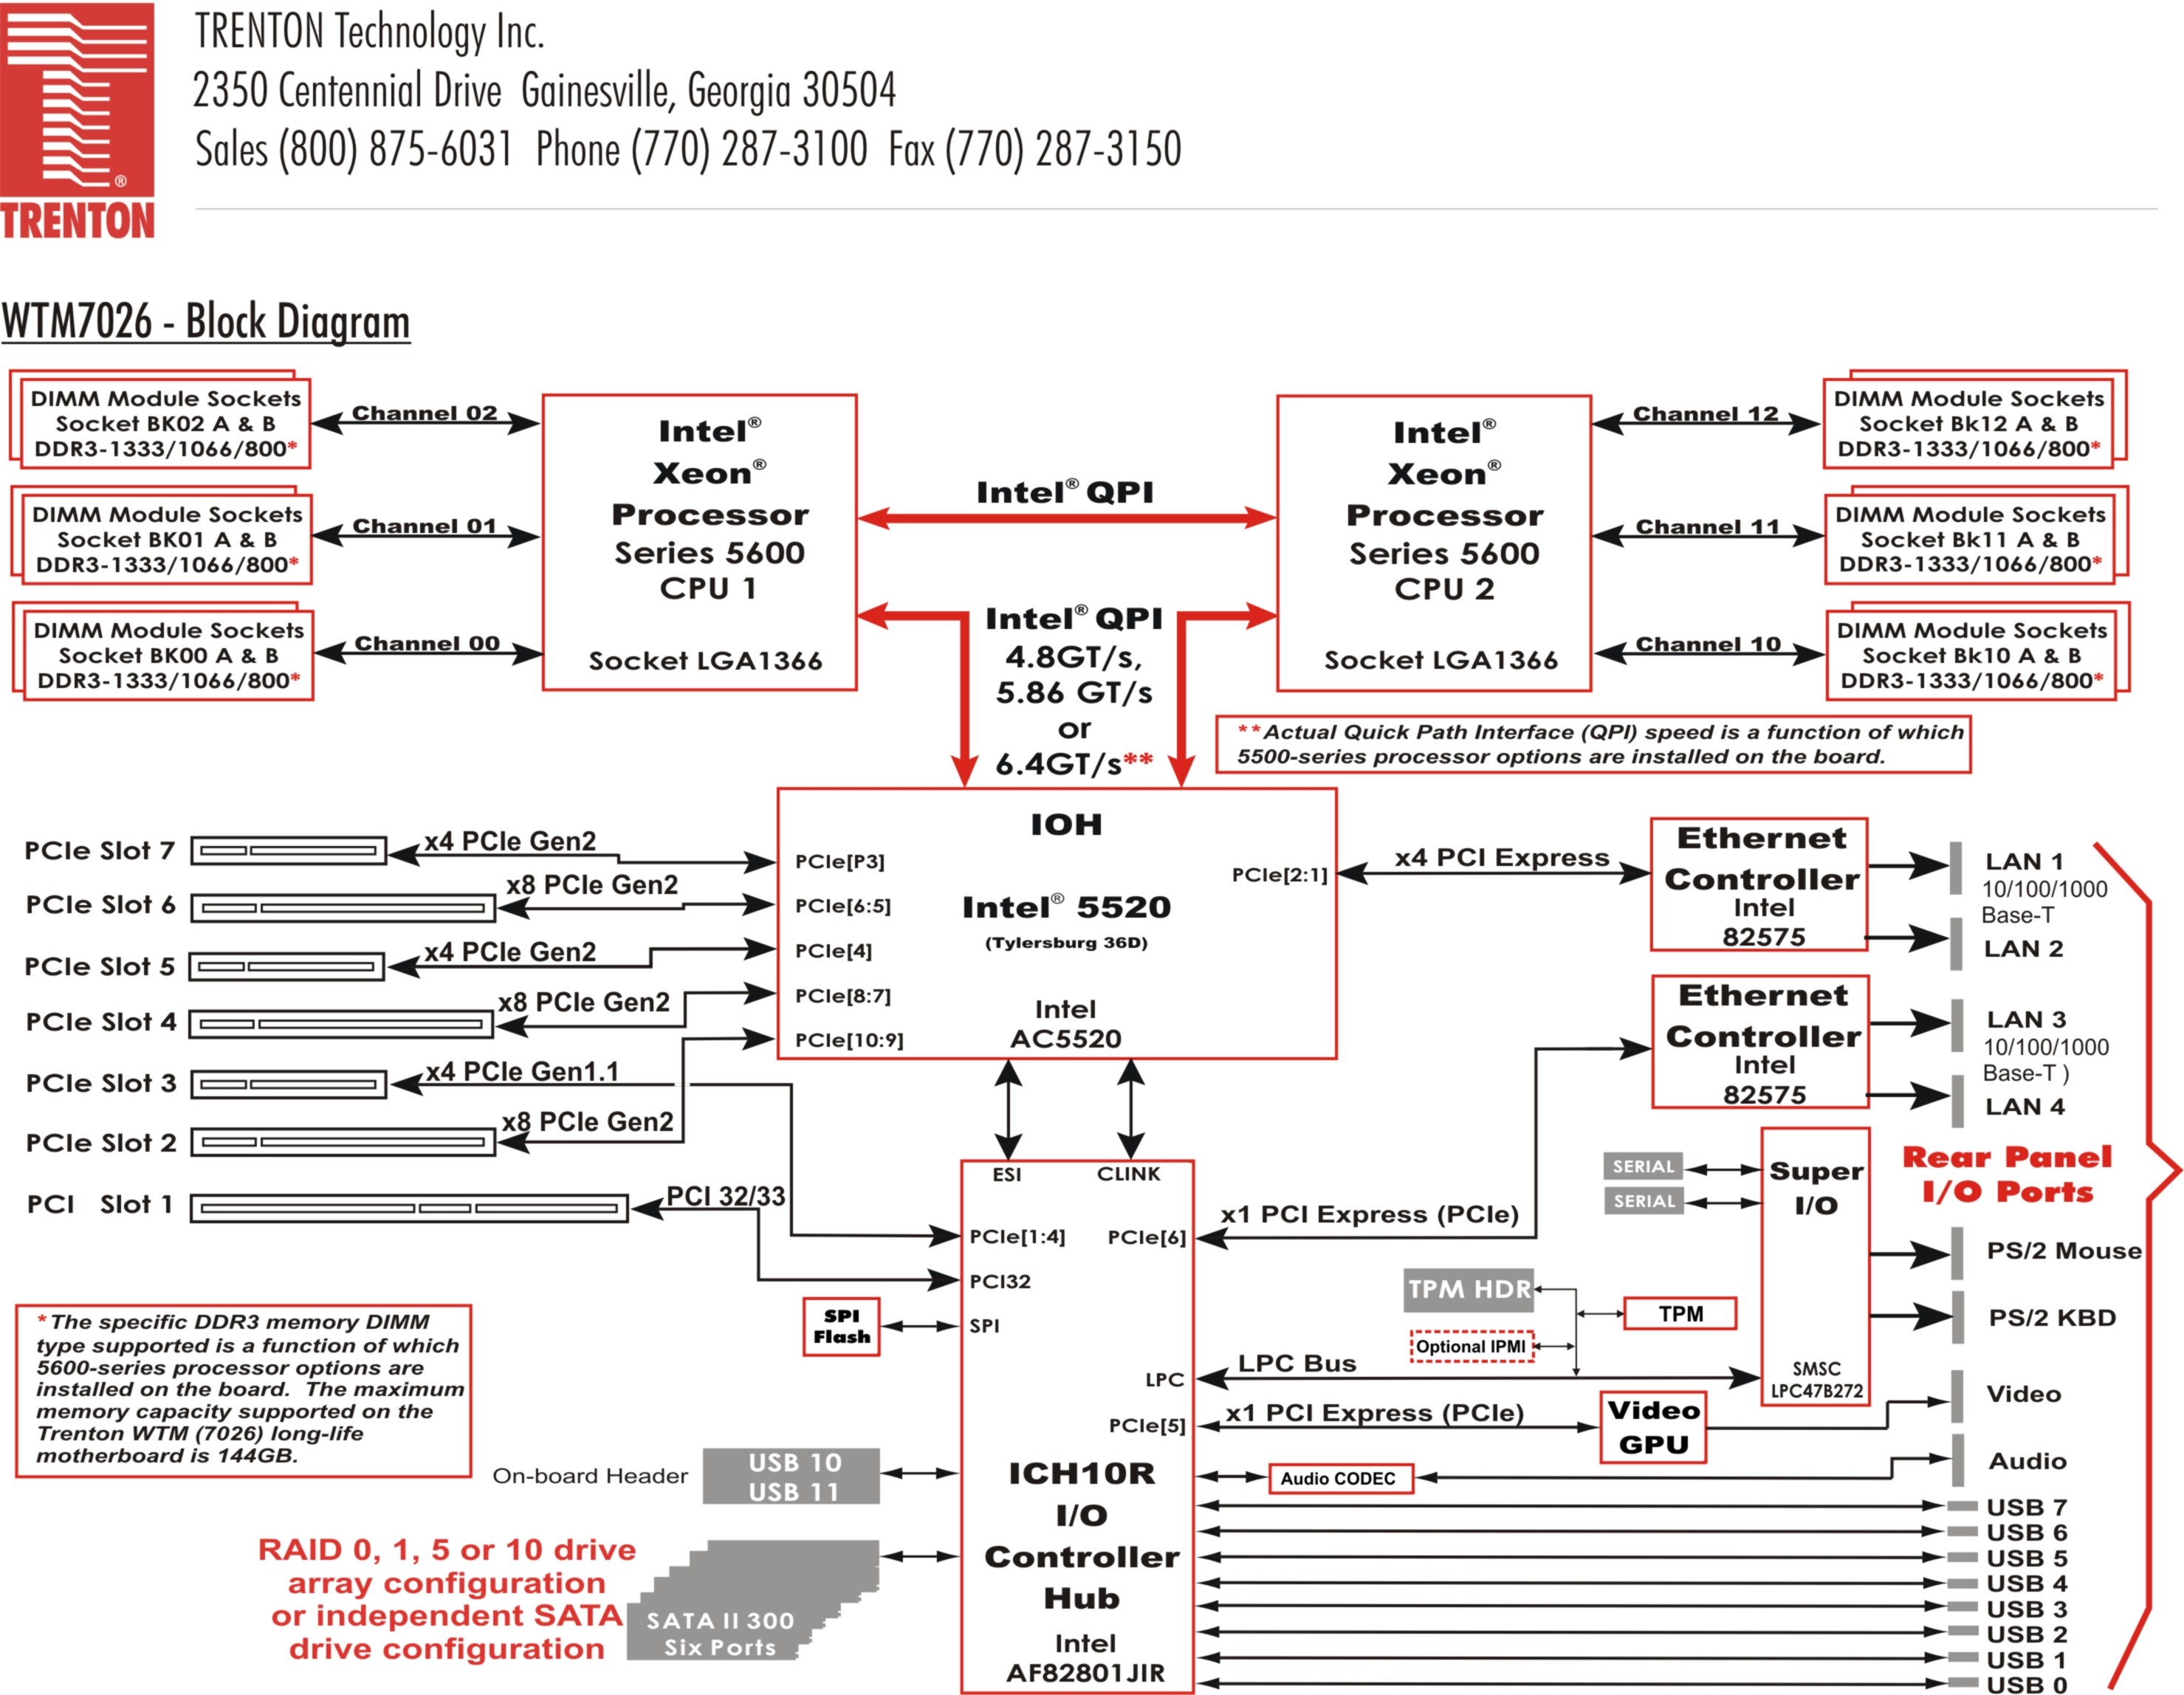 TRENTON Technology Inc.
2350 Centennial Drive Gainesville, Georgia 30504
Sales (800) 875-6031 Phone (770) 287-3100 Fax (770) 287-3150
®
TRENTON
WTM7026 - Block Diagram
DIMM Module Sockets
Socket BK02 A & B
DDR3-1333/1066/800*
Channel 02
DIMM Module Sockets
Socket BK01 A & B
DDR3-1333/1066/800*
Channel 01
DIMM Module Sockets
Socket BK00 A & B
DDR3-1333/1066/800*
Channel 00
Intel®
Xeon®
Processor
Series 5600
CPU 1
Socket LGA1366
Intel® QPI
Intel® QPI
4.8GT/s,
5.86 GT/s
or
6.4GT/s**
Intel®
Xeon®
Processor
Series 5600
CPU 2
Socket LGA1366
Channel 12
DIMM Module Sockets
Socket Bk12 A & B
DDR3-1333/1066/800*
Channel 11
DIMM Module Sockets
Socket Bk11 A & B
DDR3-1333/1066/800*
Channel 10
DIMM Module Sockets
Socket Bk10 A & B
DDR3-1333/1066/800*
**Actual Quick Path Interface (QPI) speed is a function of which
5500-series processor options are installed on the board.
PCIe Slot 7
x4 PCIe Gen2
PCIe Slot 6
x8 PCIe Gen2
PCIe Slot 5
x4 PCIe Gen2
PCIe Slot 4
x8 PCIe Gen2
PCIe Slot 3
x4 PCIe Gen1.1
PCIe Slot 2
x8 PCIe Gen2
PCI Slot 1
PCI 32/33
IOH
PCIe[P3]
PCIe[6:5]
PCIe[4]
PCIe[8:7]
PCIe[10:9]
PCIe[2:1]
Intel® 5520
(Tylersburg 36D)
Intel
AC5520
x4 PCI Express
Ethernet
Controller
Intel
82575
LAN 1
10/100/1000
Base-T
LAN 2
Ethernet
Controller
Intel
82575
LAN 3
10/100/1000
Base-T )
LAN 4
Rear Panel
I/O Ports
SERIAL
SERIAL
Super
I/O
SMSC
LPC47B272
PS/2 Mouse
PS/2 KBD
Video
Audio
ESI
CLINK
PCIe[1:4]
PCIe[6]
PCI32
SPI
LPC
PCIe[5]
x1 PCI Express (PCIe)
TPM HDR
TPM
Optional IPMI
LPC Bus
x1 PCI Express (PCIe)
Video
GPU
Audio CODEC
SPI
Flash
ICH10R
I/O
Controller
Hub
Intel
AF82801JIR
*The specific DDR3 memory DIMM
type supported is a function of which
5600-series processor options are
installed on the board. The maximum
memory capacity supported on the
Trenton WTM (7026) long-life
motherboard is 144GB.
On-board Header
USB 10
USB 11
RAID 0, 1, 5 or 10 drive
array configuration
or independent SATA
drive configuration
SATA II 300
Six Ports
USB 7
USB 6
USB 5
USB 4
USB 3
USB 2
USB 1
USB 0